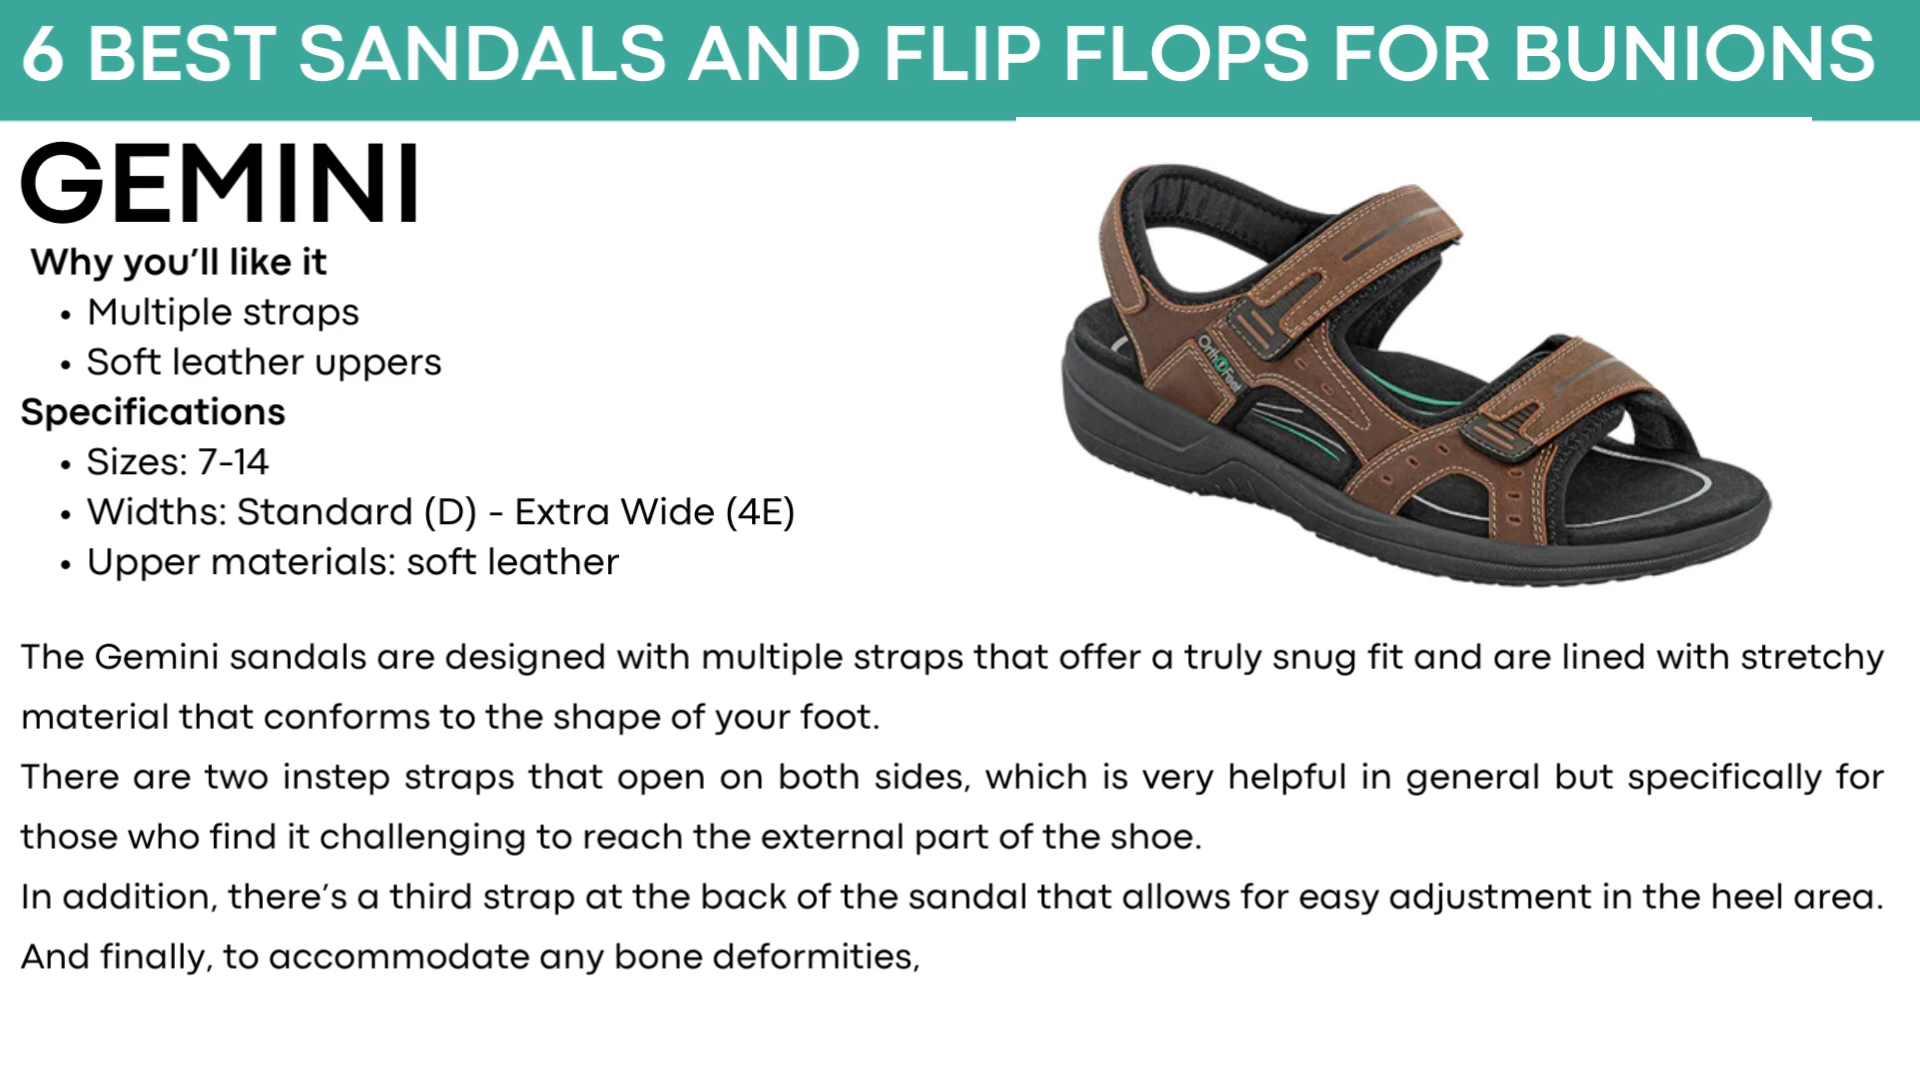 6 BEST SANDALS AND FLIP FLOPS FOR BUNIONS
GEMINI
Why you’ll like it
• Multiple straps
• Soft leather uppers
Specifications
• Sizes: 7-14
• Widths: Standard (D) - Extra Wide (4E)
• Upper materials: soft leather
OrthoFeet
The Gemini sandals are designed with multiple straps that offer a truly snug fit and are lined with stretchy
material that conforms to the shape of your foot.
There are two instep straps that open on both sides, which is very helpful in general but specifically for
those who find it challenging to reach the external part of the shoe.
In addition, there’s a third strap at the back of the sandal that allows for easy adjustment in the heel area.
And finally, to accommodate any bone deformities,